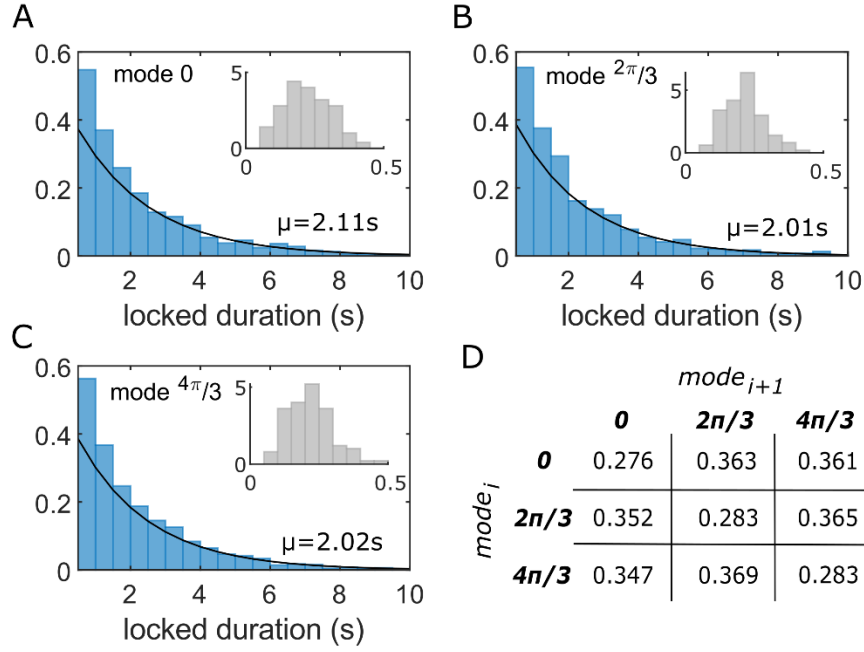 A
0.6
0.4
0.2
0
mode 0
5
0
0.5
μ=2.11s
2 4 6 8 10
locked duration (s)
B
0.6
0.4
0.2
0
mode 2π/3
5
0
0 0.5
μ=2.01s
2 4 6 8 10
locked duration (s)
C
0.6
0.4
0.2
0
mode 4π/3
5
0
0 0.5
μ=2.02s
2 4 6 8 10
locked duration (s)
D
mode i+1
0 2π/3 4π/3
mode i
0 0.276 0.363 0.361
2π/3 0.352 0.283 0.365
4π/3 0.347 0.369 0.283